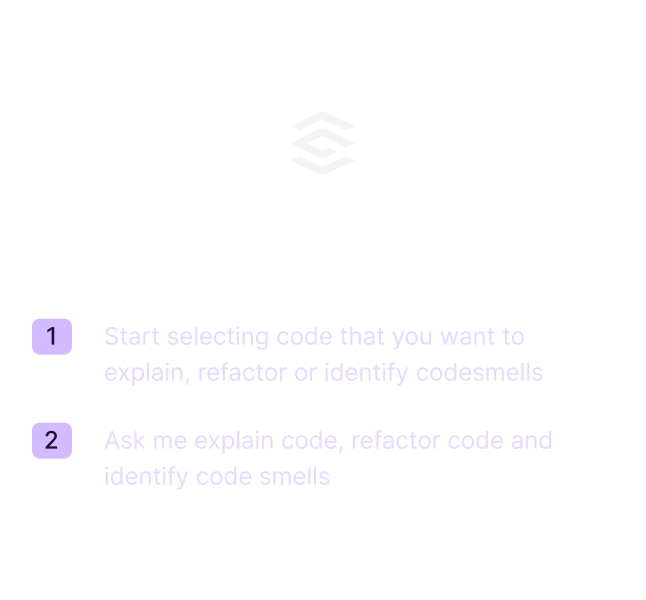 1
Start selecting code that you want to
explain, refactor or identify codesmells
2
Ask me explain code, refactor code and
identify code smells